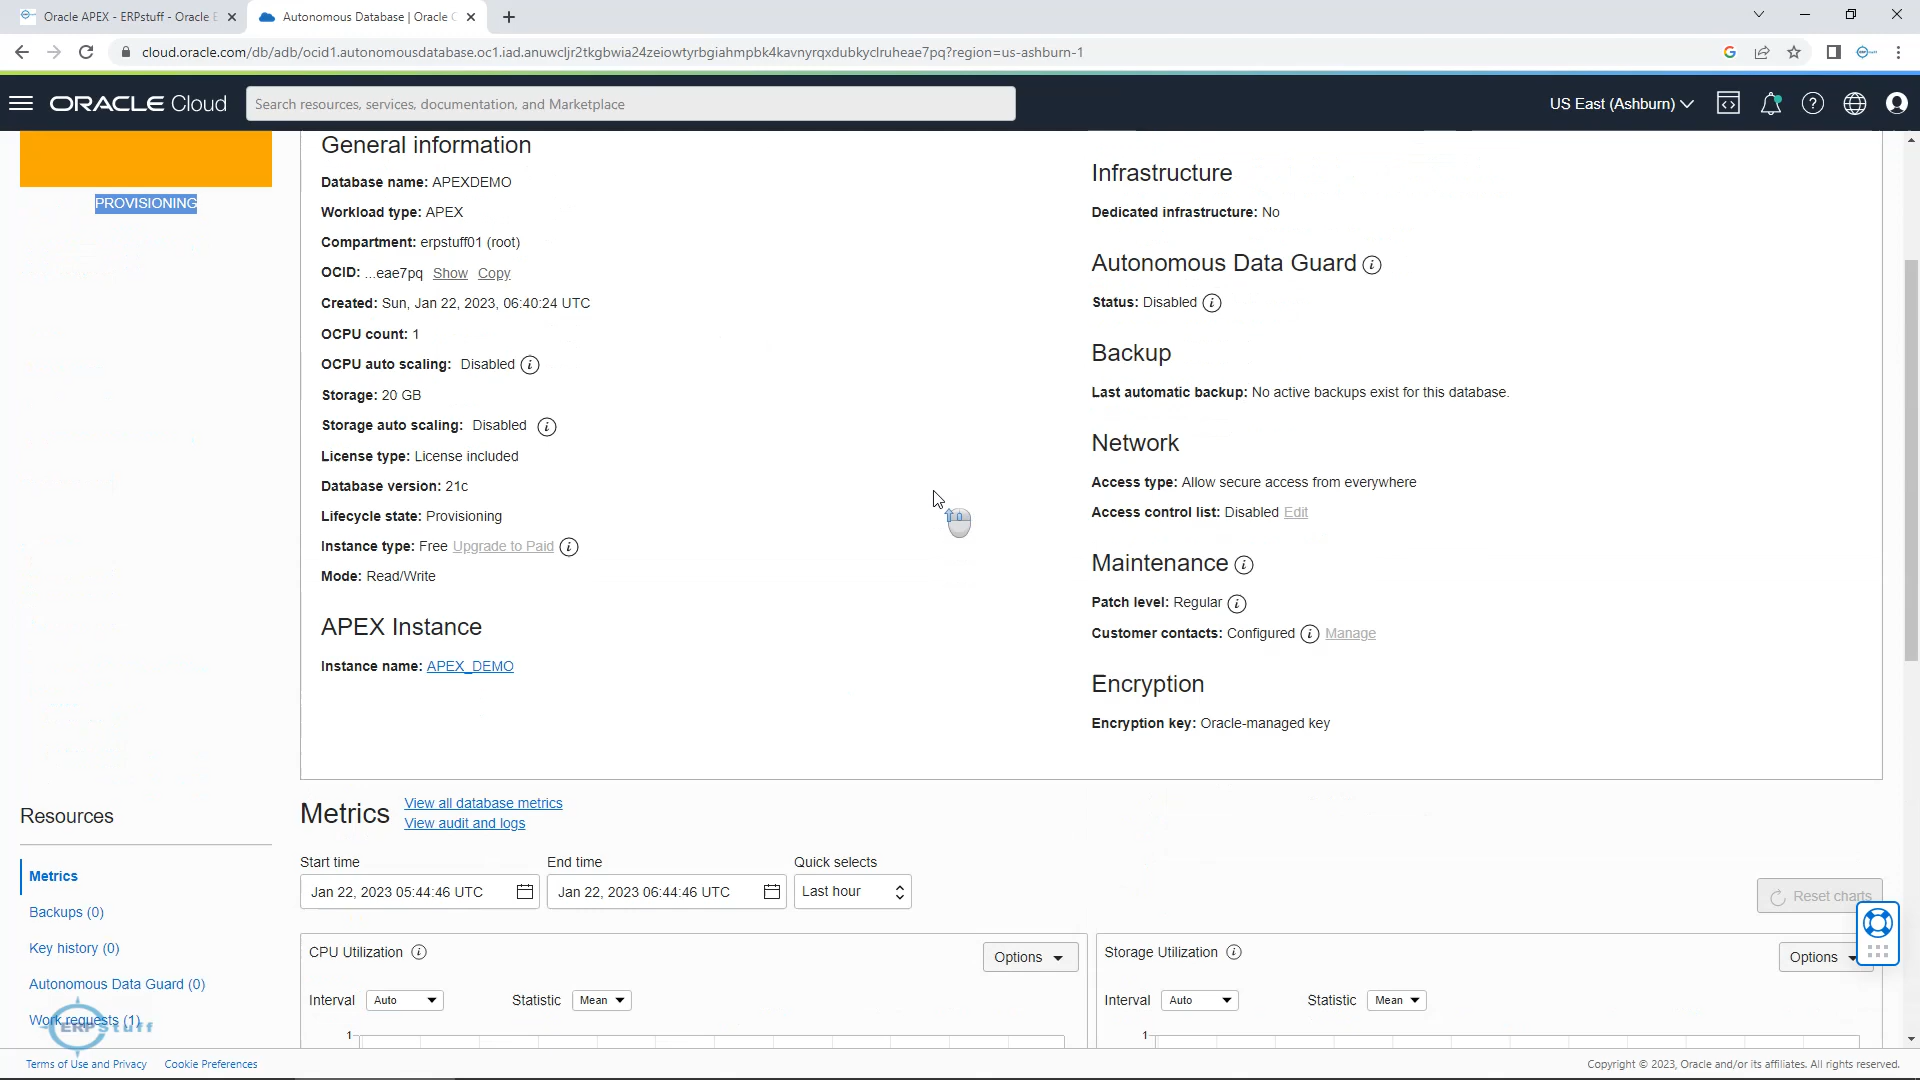 Oracle APEX - ERPstuff - Oracle E
Autonomous Database | Oracle C
cloud.oracle.com/db/adb/ocid1.autonomousdatabase.oc1.iad.anuwcljr2tkgbwia24zeiowtyrbgiahmpbk4kavnyrqxdubkyclruheae7pq?region=us-ashburn-1
ORACLE Cloud
Search resources, services, documentation, and Marketplace
US East (Ashburn)
PROVISIONING
General information
Database name: APEXDEMO
Workload type: APEX
Compartment: erpstuff01 (root)
OCID: ...eae7pq Show Copy
Created: Sun, Jan 22, 2023, 06:40:24 UTC
OCPU count: 1
OCPU auto scaling: Disabled
Storage: 20 GB
Storage auto scaling: Disabled
License type: License included
Database version: 21c
Lifecycle state: Provisioning
Instance type: Free Upgrade to Paid
Mode: Read/Write
APEX Instance
Instance name: APEX_DEMO
Infrastructure
Dedicated infrastructure: No
Autonomous Data Guard
Status: Disabled
Backup
Last automatic backup: No active backups exist for this database.
Network
Access type: Allow secure access from everywhere
Access control list: Disabled Edit
Maintenance
Patch level: Regular
Customer contacts: Configured Manage
Encryption
Encryption key: Oracle-managed key
Resources
Metrics
Backups (0)
Key history (0)
Autonomous Data Guard (0)
Work requests (1)
ERPstuff
Metrics
View all database metrics
View audit and logs
Start time
End time
Quick selects
Jan 22, 2023 05:44:46 UTC
Jan 22, 2023 06:44:46 UTC
Last hour
Reset charts
CPU Utilization
Options
Interval Auto Statistic Mean
1
Storage Utilization
Options
Interval Auto Statistic Mean
1
Terms of Use and Privacy
Cookie Preferences
Copyright © 2023, Oracle and/or its affiliates. All rights reserved.